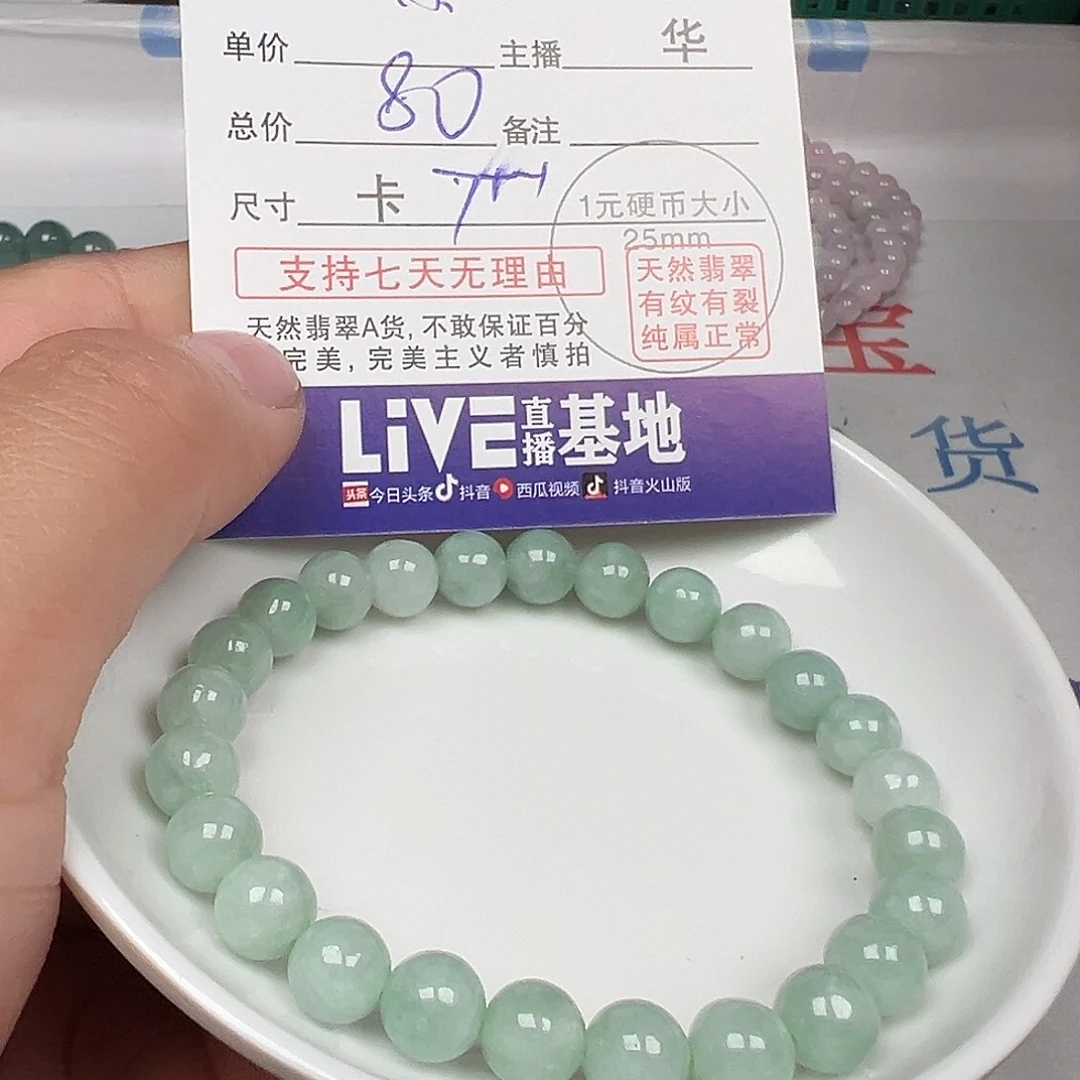 单价 主播 华
80
总价 备注
尺寸 卡 1元硬币大小
25mm
支持七天无理由
天然翡翠
有纹有裂
纯属正常
天然翡翠A货,不敢保证百分
完美,完美主义者慎拍
LiVE直播基地
头条 今日头条 抖音 西瓜视频 抖音火山版
宝
货